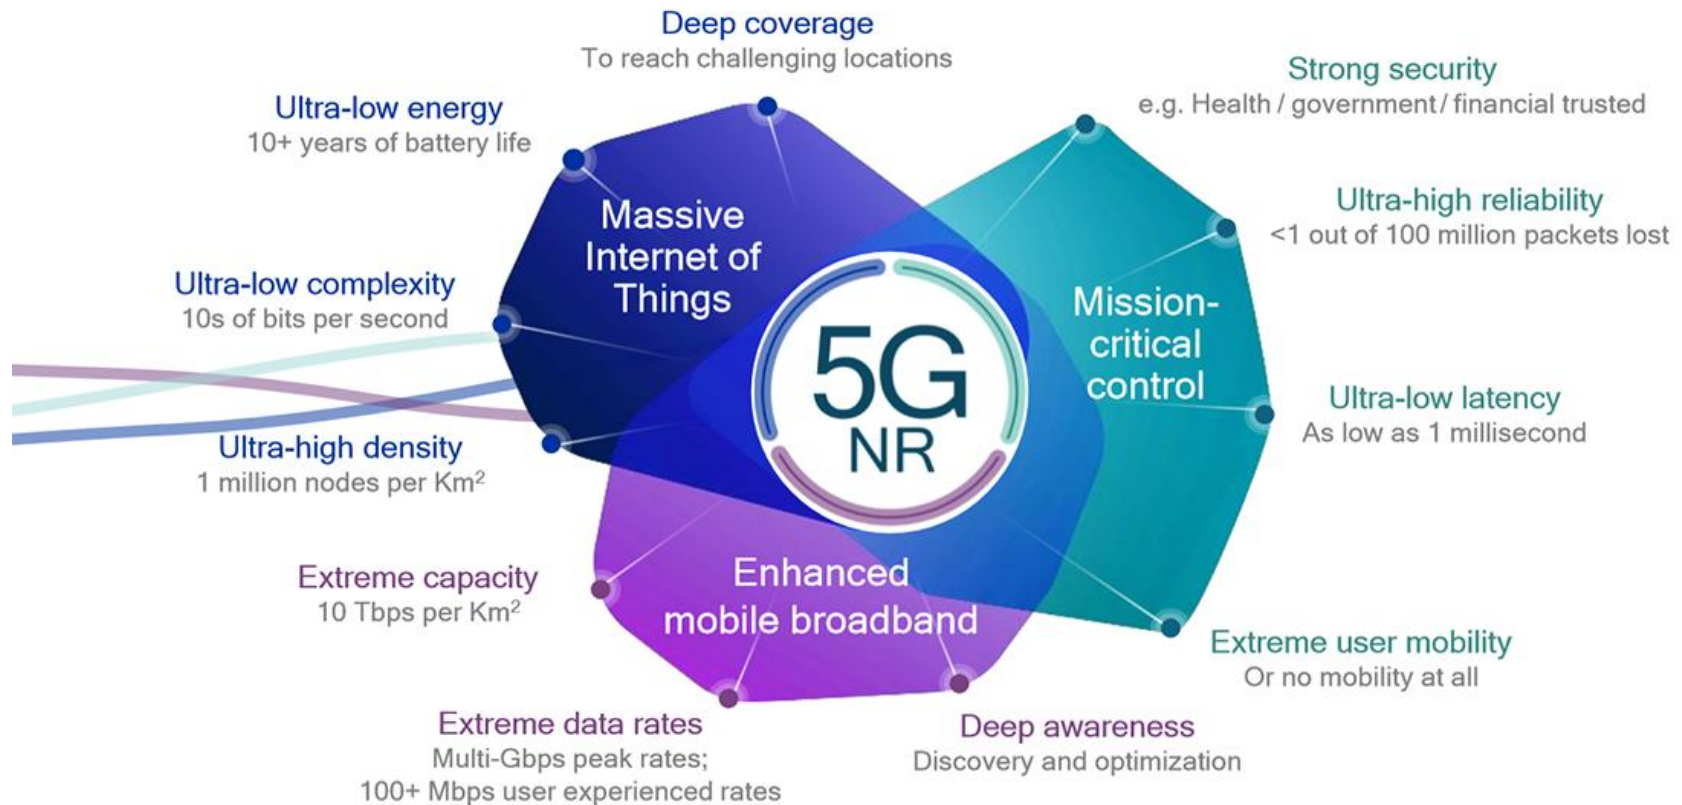 Deep coverage
To reach challenging locations
Strong security
e.g. Health / government / financial trusted
Ultra-low energy
10+ years of battery life
Massive
Internet of
Things
Ultra-high reliability
<1 out of 100 million packets lost
Ultra-low complexity
10s of bits per second
Mission-
critical
control
5G
NR
Ultra-low latency
As low as 1 millisecond
Ultra-high density
1 million nodes per Km²
Extreme capacity
10 Tbps per Km²
Enhanced
mobile broadband
Extreme user mobility
Or no mobility at all
Extreme data rates
Multi-Gbps peak rates;
100+ Mbps user experienced rates
Deep awareness
Discovery and optimization